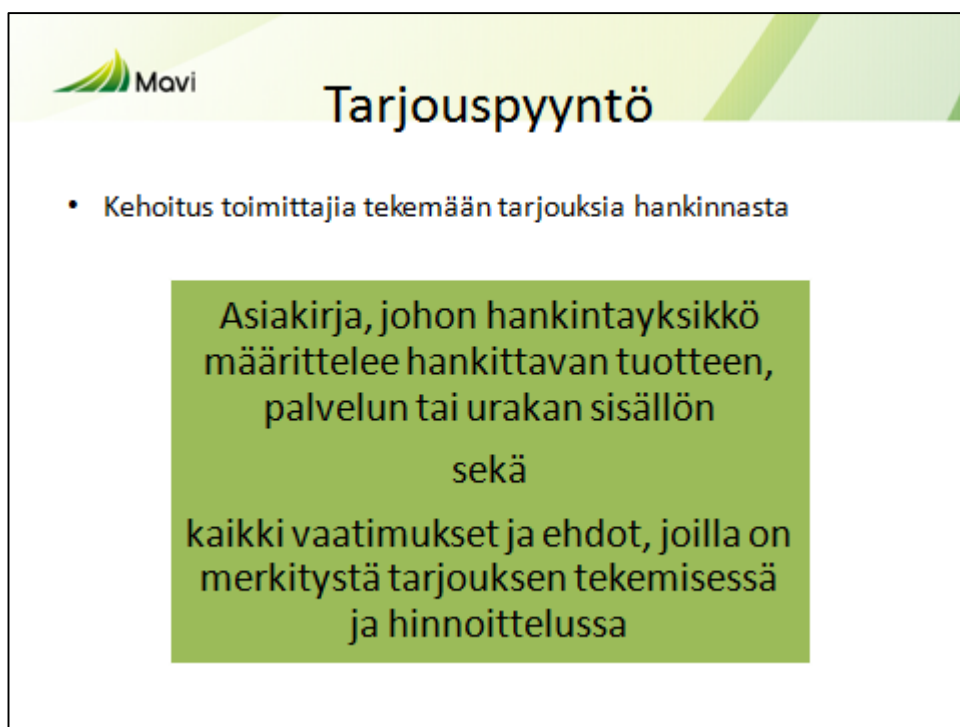 Mavi
Tarjouspyyntö
• Kehoitus toimittajia tekemään tarjouksia hankinnasta
Asiakirja, johon hankintayksikkö
määrittelee hankittavan tuotteen,
palvelun tai urakan sisällön
sekä
kaikki vaatimukset ja ehdot, joilla on
merkitystä tarjouksen tekemisessä
ja hinnoittelussa